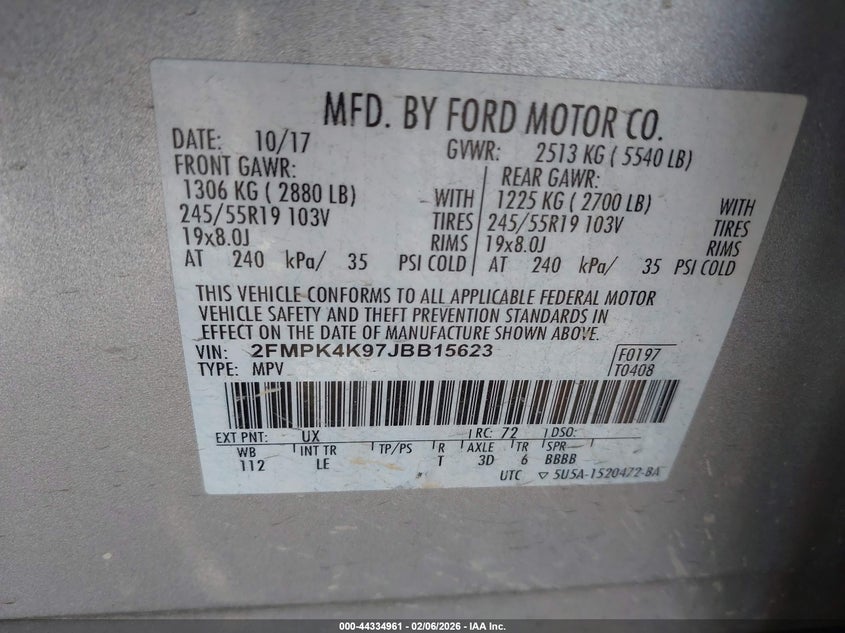 MFD. BY FORD MOTOR CO.
DATE: 10/17 GVWR: 2513 KG ( 5540 LB)
FRONT GAWR: REAR GAWR:
1306 KG ( 2880 LB) WITH 1225 KG ( 2700 LB) WITH
245/55R19 103V TIRES 245/55R19 103V TIRES
19x8.0J RIMS 19x8.0J RIMS
AT 240 kPa/ 35 PSI COLD AT 240 kPa/ 35 PSI COLD
THIS VEHICLE CONFORMS TO ALL APPLICABLE FEDERAL MOTOR
VEHICLE SAFETY AND THEFT PREVENTION STANDARDS IN
EFFECT ON THE DATE OF MANUFACTURE SHOWN ABOVE.
VIN: 2FMPK4K97JBB15623 F0197
TYPE: MPV T0408
EXT PNT: UX RC: 72 DSO:
WB INT TR TP/PS R AXLE TR SPR
112 LE T 3D 6 BBBB
UTC ▽ 5U5A-1520472-BA
000-44334961 - 02/06/2026 - IAA Inc.